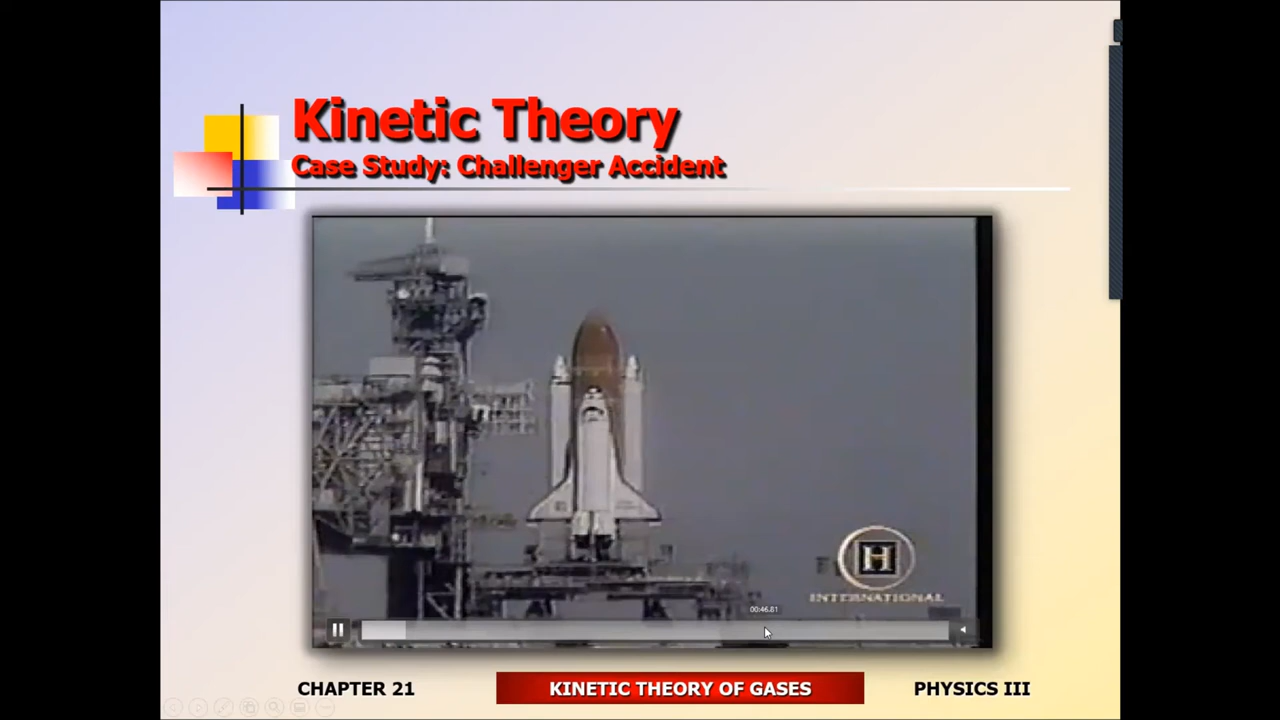 Kinetic Theory
Case Study: Challenger Accident
H
INTERNATIONAL
00:46.81
CHAPTER 21
KINETIC THEORY OF GASES
PHYSICS III